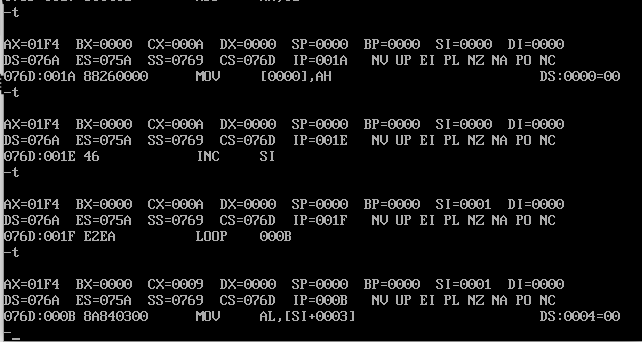 -t
AX=01F4 BX=0000 CX=000A DX=0000 SP=0000 BP=0000 SI=0000 DI=0000
DS=076A ES=075A SS=0769 CS=076D IP=001A NV UP EI PL NZ NA PO NC
076D:001A 88260000 MOV [0000],AH DS:0000=00
-t
AX=01F4 BX=0000 CX=000A DX=0000 SP=0000 BP=0000 SI=0000 DI=0000
DS=076A ES=075A SS=0769 CS=076D IP=001E NV UP EI PL NZ NA PO NC
076D:001E 46 INC SI
-t
AX=01F4 BX=0000 CX=000A DX=0000 SP=0000 BP=0000 SI=0001 DI=0000
DS=076A ES=075A SS=0769 CS=076D IP=001F NV UP EI PL NZ NA PO NC
076D:001F E2EA LOOP 000B
-t
AX=01F4 BX=0000 CX=0009 DX=0000 SP=0000 BP=0000 SI=0001 DI=0000
DS=076A ES=075A SS=0769 CS=076D IP=000B NV UP EI PL NZ NA PO NC
076D:000B 8A840300 MOV AL,[SI+0003] DS:0004=00
-_